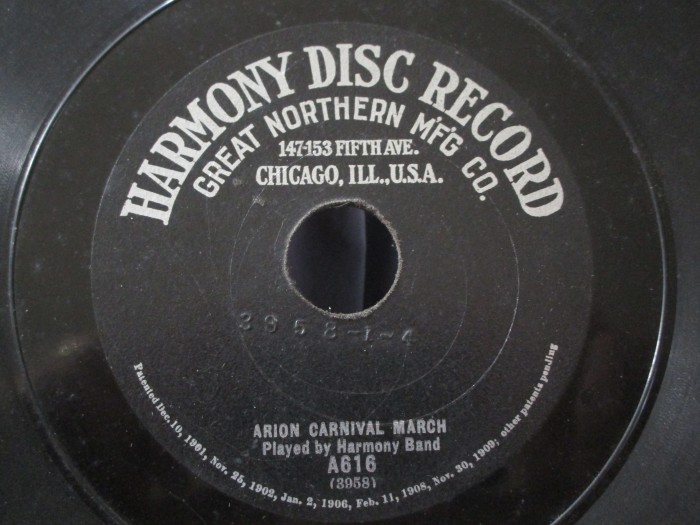 HARMONY DISC RECORD
GREAT NORTHERN M'F'G CO.
147-153 FIFTH AVE.
CHICAGO, ILL., U.S.A.
3958-1-4
ARION CARNIVAL MARCH
Played by Harmony Band
A616
(3958)
Patented Dec. 10, 1901, Nov. 25, 1902, Jan. 2, 1906, Feb. 11, 1908, Nov. 30, 1909; other patents pending